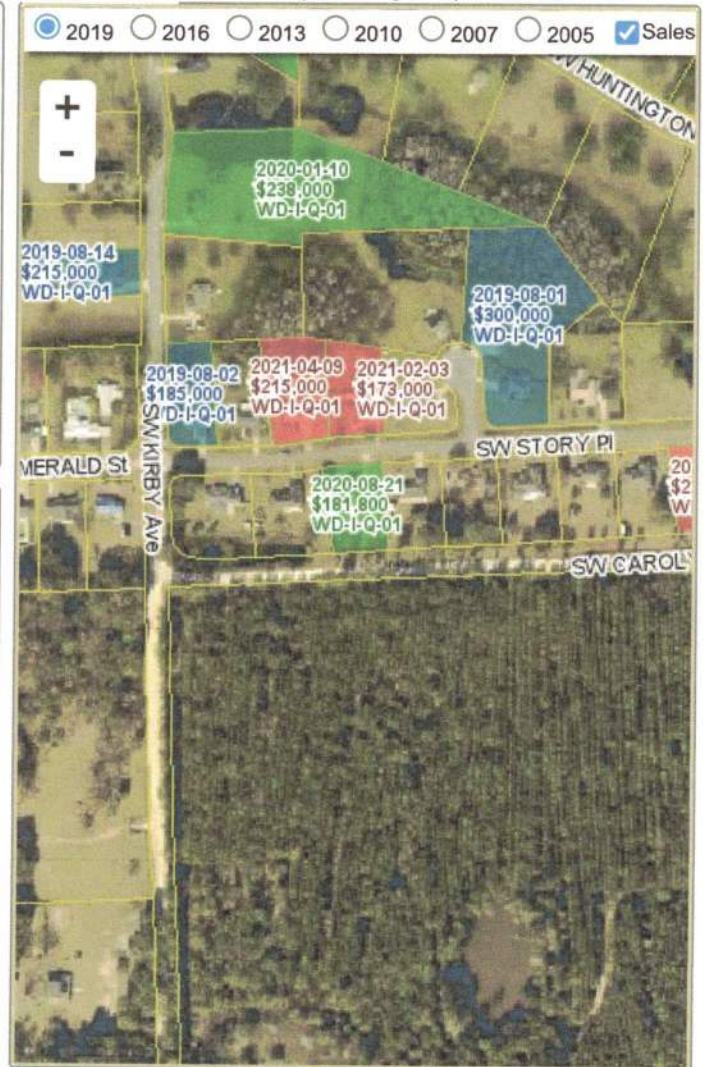 2019 2016 2013 2010 2007 2005 Sales
+
-
W HUNTINGTON
2020-01-10
$238,000
WD-I-Q-01
2019-08-14
$215,000
WD-I-Q-01
2019-08-01
$300,000
WD-I-Q-01
2019-08-02
$185,000
WD-I-Q-01
2021-04-09
$215,000
WD-I-Q-01
2021-02-03
$173,000
WD-I-Q-01
SW KIRBY Ave
SW STORY Pl
MERALD St
2020-08-21
$181,800
WD-I-Q-01
20
$2
W
SW CAROLY